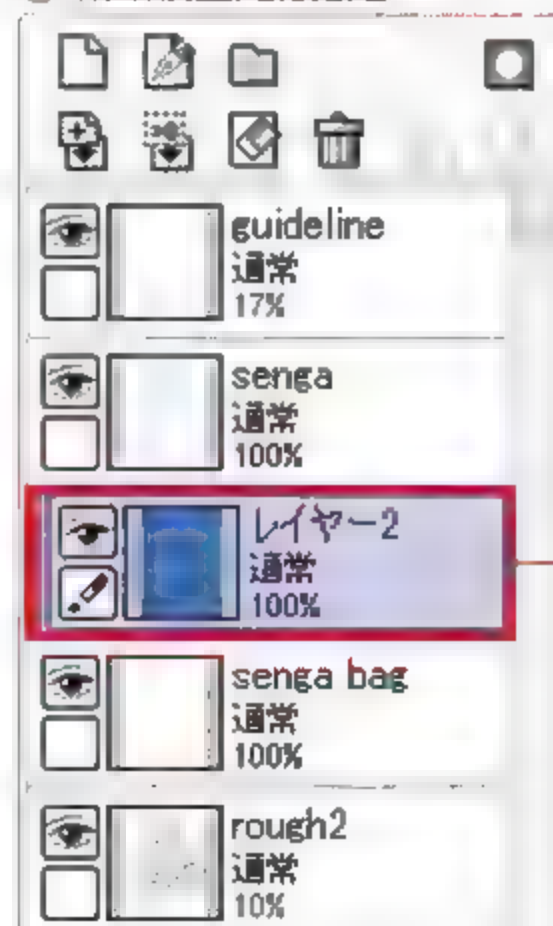 guideline
通常
17%
senga
通常
100%
レイヤー2
通常
100%
senga bag
通常
100%
rough2
通常
10%